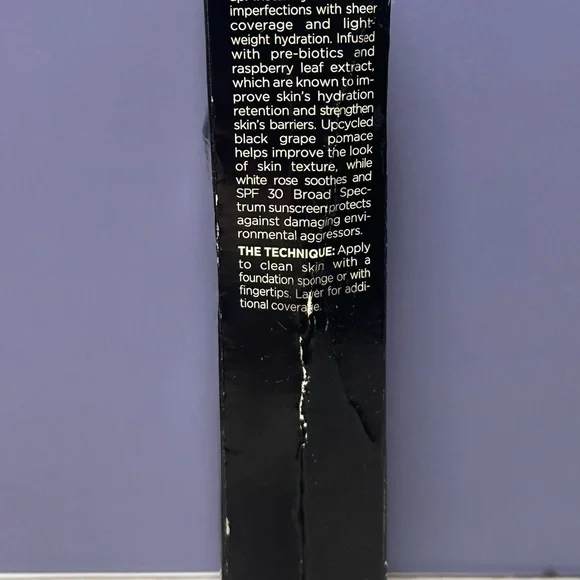 imperfections with sheer
coverage and light-
weight hydration. Infused
with pre-biotics and
raspberry leaf extract,
which are known to im-
prove skin's hydration
retention and strengthen
skin's barriers. Upcycled
black grape pomace
helps improve the look
of skin texture, while
white rose soothes and
SPF 30 Broad Spec-
trum sunscreen protects
against damaging envi-
ronmental aggressors.
THE TECHNIQUE: Apply
to clean skin with a
foundation sponge or with
fingertips. Layer for addi-
tional coverage.